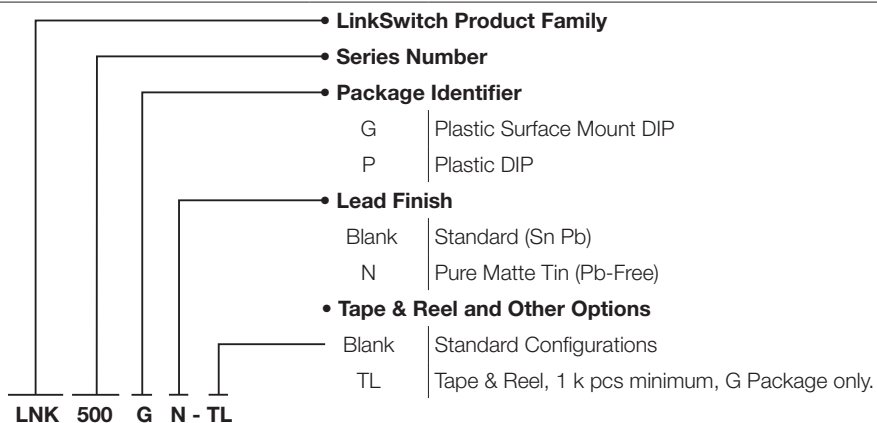 • LinkSwitch Product Family
• Series Number
• Package Identifier
G Plastic Surface Mount DIP
P Plastic DIP
• Lead Finish
Blank Standard (Sn Pb)
N Pure Matte Tin (Pb-Free)
• Tape & Reel and Other Options
Blank Standard Configurations
TL Tape & Reel, 1 k pcs minimum, G Package only.
LNK 500 G N - TL